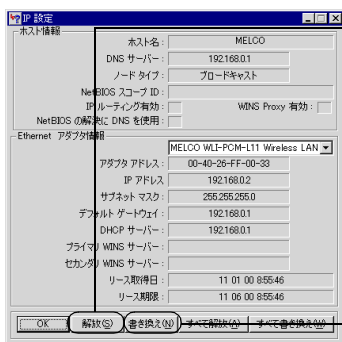 IP 設定
ホスト情報
ホスト名: MELCO
DNS サーバー: 192.168.0.1
ノード タイプ: ブロードキャスト
NetBIOS スコープ ID:
IP ルーティング有効: WINS Proxy 有効:
NetBIOS の解決に DNS を使用:
Ethernet アダプタ情報
MELCO WLI-PCM-L11 Wireless LAN
アダプタ アドレス: 00-40-26-FF-00-33
IP アドレス 192.168.0.2
サブネット マスク: 255.255.255.0
デフォルト ゲートウェイ: 192.168.0.1
DHCP サーバー: 192.168.0.1
プライマリ WINS サーバー:
セカンダリ WINS サーバー:
リース取得日: 11 01 00 8:55:46
リース期限: 11 06 00 8:55:46
OK 解放(S) 書き換え(N) すべて解放(A) すべて書き換え(W)